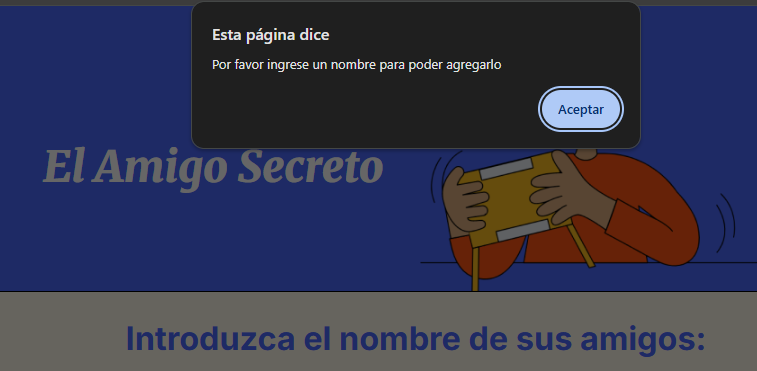 Esta página dice
Por favor ingrese un nombre para poder agregarlo
Aceptar
El Amigo Secreto
Introduzca el nombre de sus amigos: